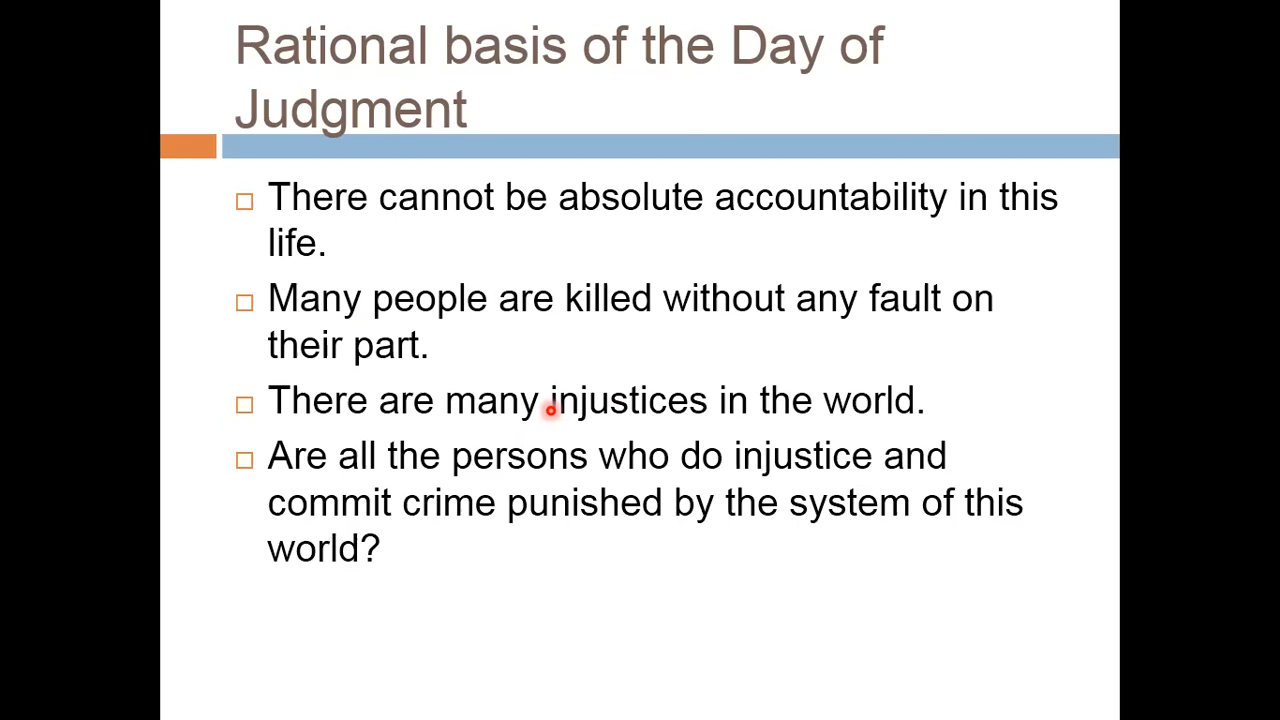 Rational basis of the Day of
Judgment
There cannot be absolute accountability in this
life.
Many people are killed without any fault on
their part.
There are many injustices in the world.
Are all the persons who do injustice and
commit crime punished by the system of this
world?